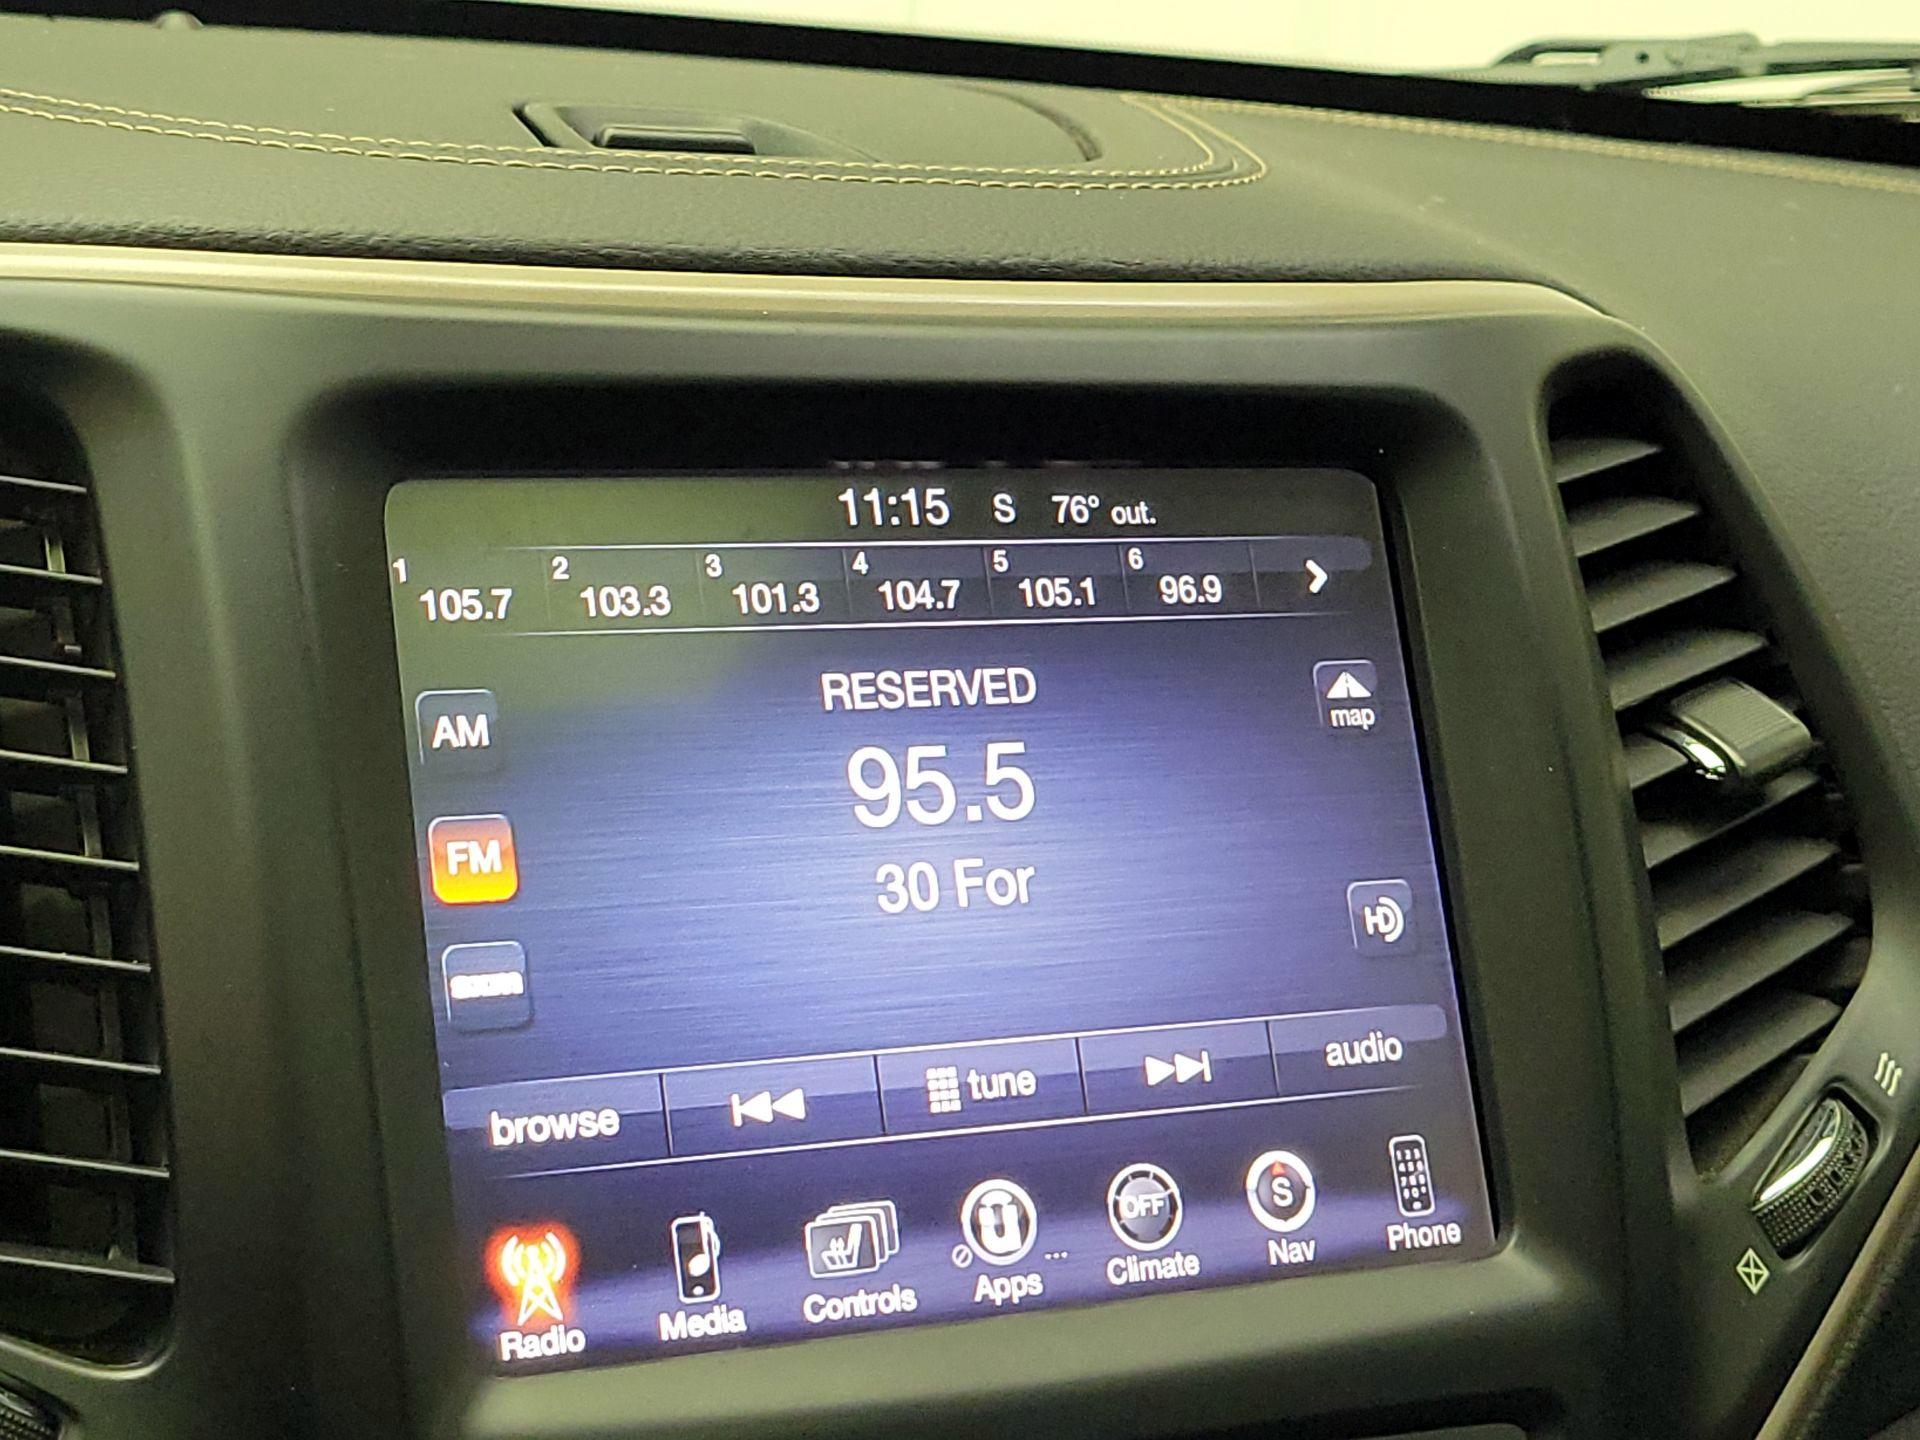 11:15 S 76° out.
1 105.7 2 103.3 3 101.3 4 104.7 5 105.1 6 96.9
RESERVED
AM
map
95.5
FM
30 For
HD
browse tune audio
OFF S
Radio Media Controls Apps Climate Nav Phone